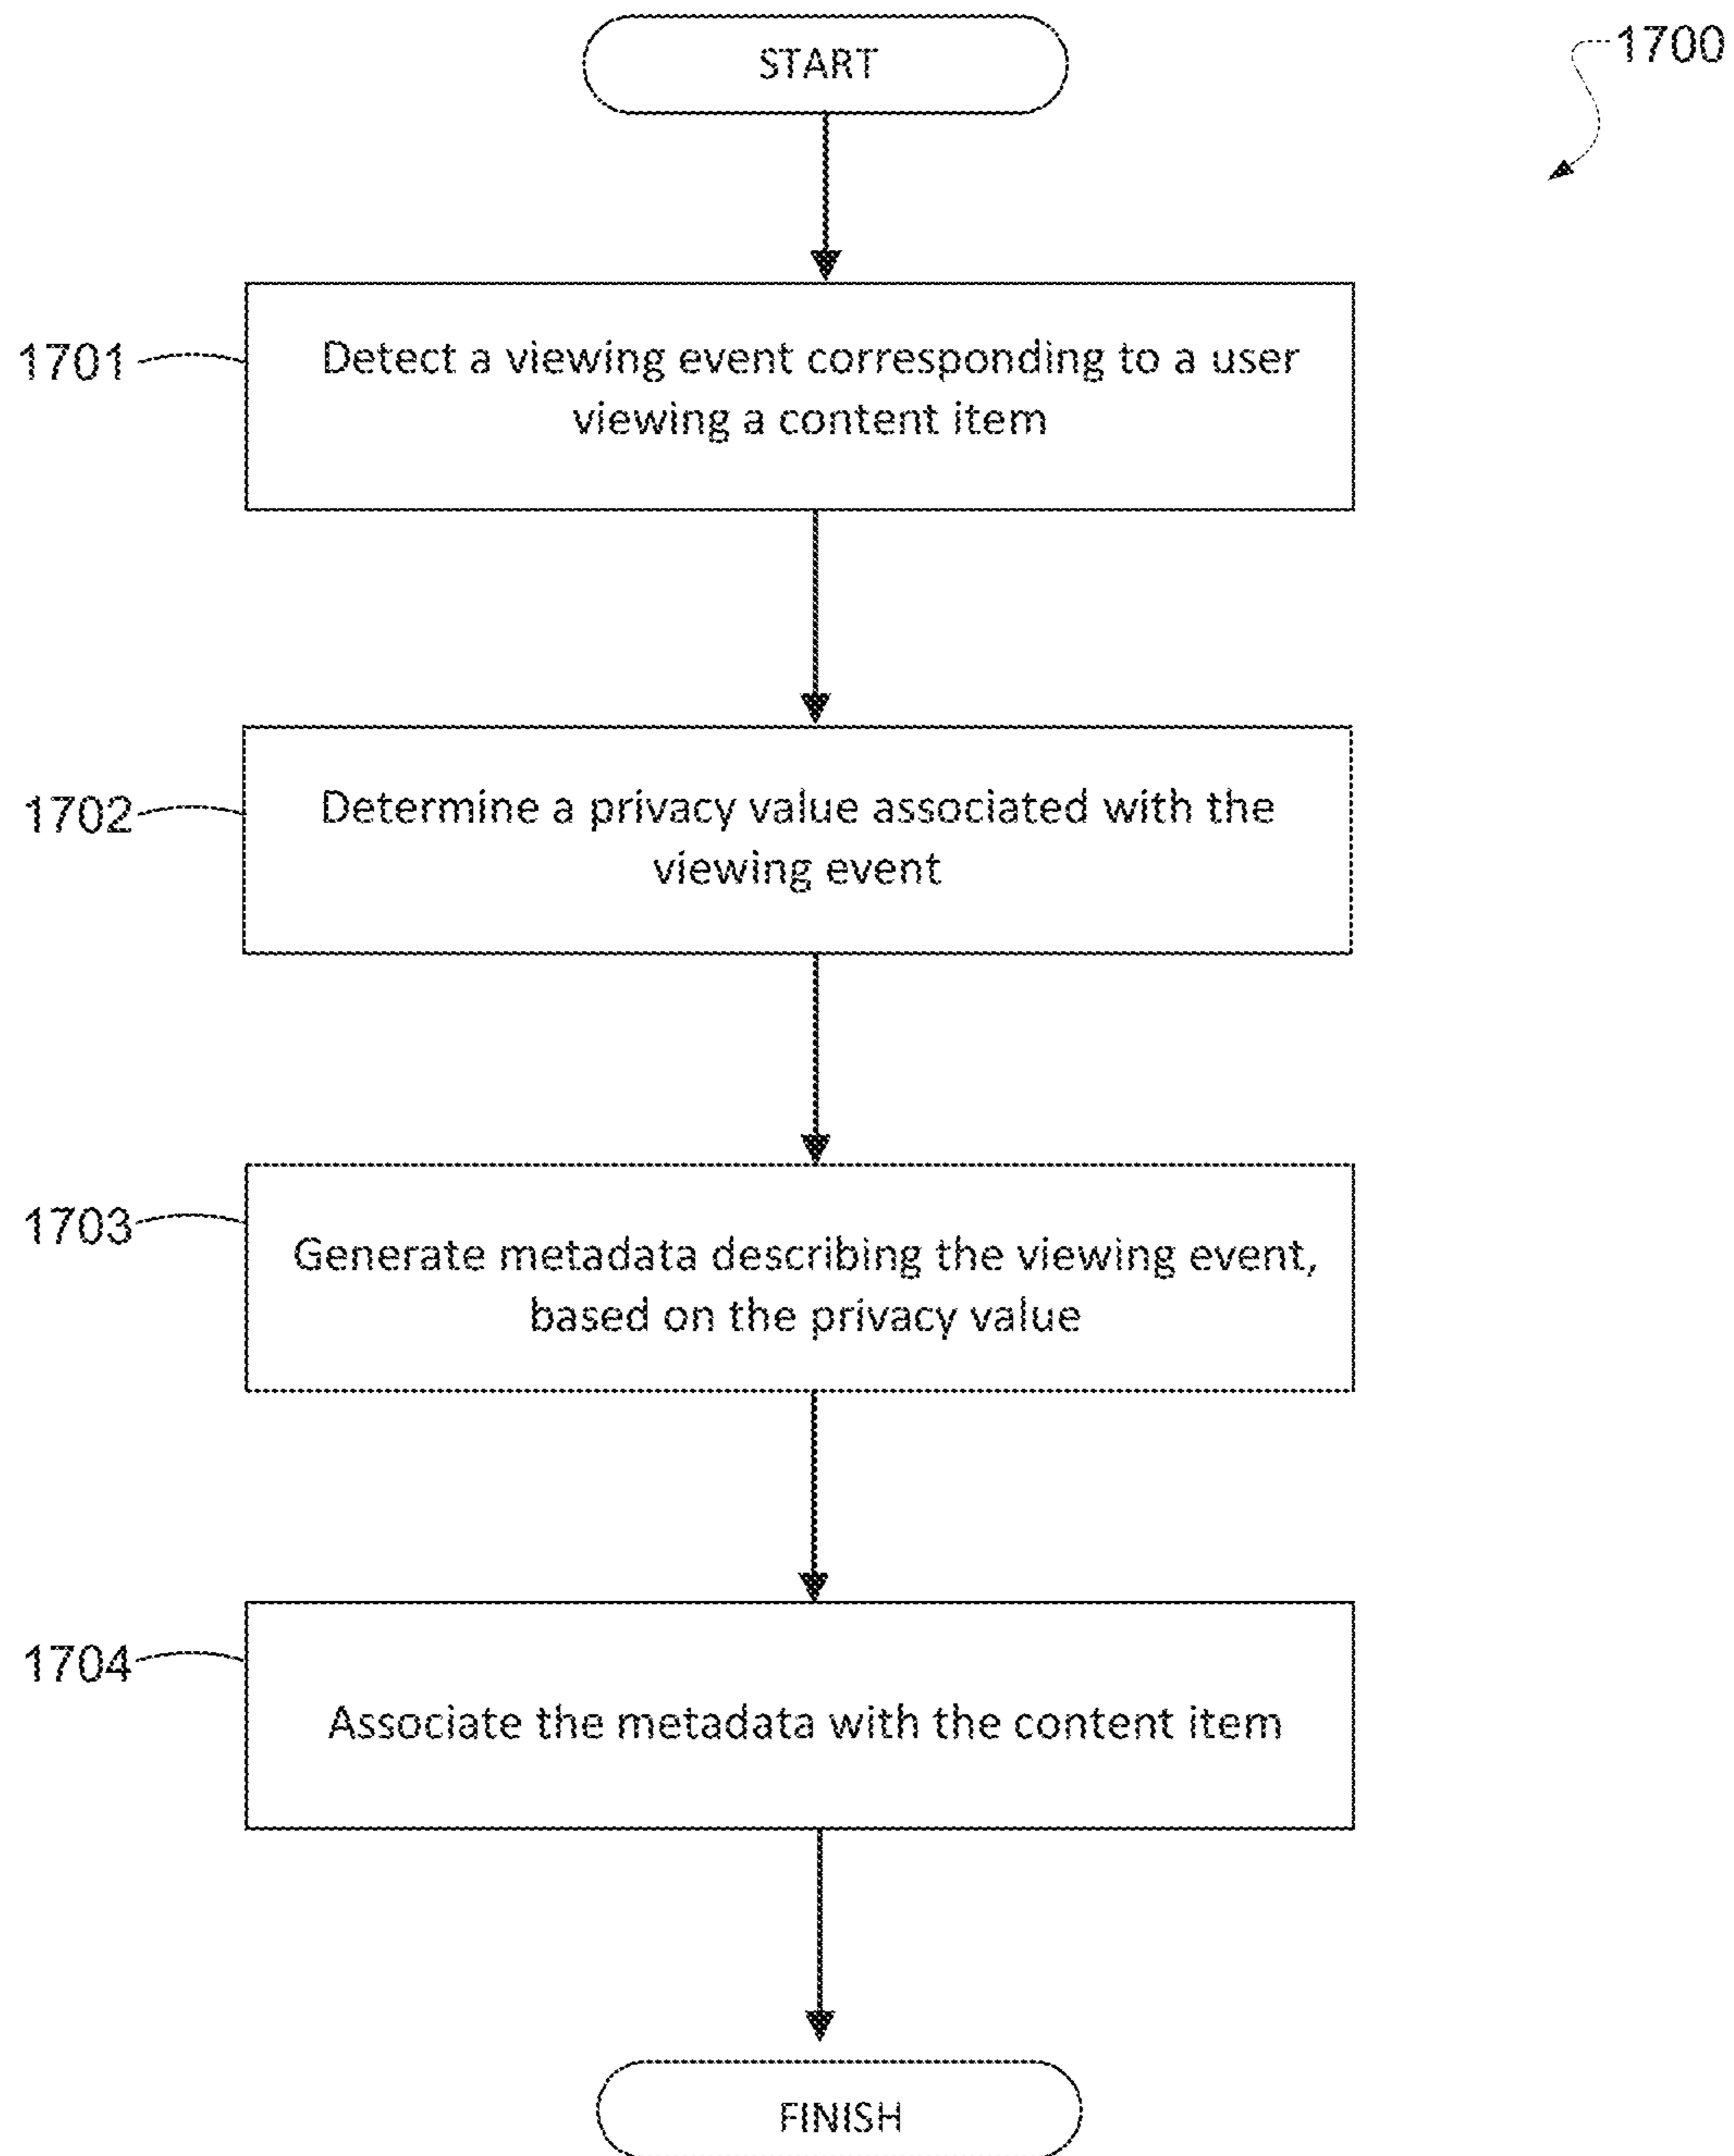 START
1700
1701
Detect a viewing event corresponding to a user
viewing a content item
1702
Determine a privacy value associated with the
viewing event
1703
Generate metadata describing the viewing event,
based on the privacy value
1704
Associate the metadata with the content item
FINISH